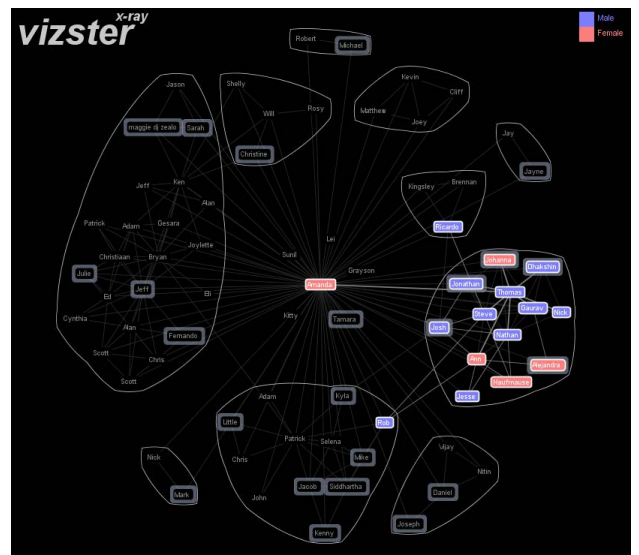 x-ray
vizster
Male
Female
Robert
Michael
Kevin
Cliff
Matthew
Joey
Shelly
Will
Rosy
Christine
Jason
maggie dj zealo
Sarah
Jay
Jayne
Kingsley
Brennan
Ricardo
Jeff
Ken
Alan
Patrick
Adam
Gesara
Joylette
Christiaan
Bryan
Julie
Jeff
Ed
Eli
Cynthia
Alan
Fernando
Scott
Chris
Scott
Lei
Sunil
Grayson
Amanda
Kitty
Tamara
Johanna
Dhakshin
Jonathan
Thomas
Gaurav
Nick
Steve
Josh
Nathan
Ann
Alejandra
Haufmause
Jesse
Adam
Kyla
Little
Rob
Patrick
Selena
Chris
Mike
Jacob
Siddhartha
John
Kenny
Nick
Mark
Vijay
Nitin
Daniel
Joseph